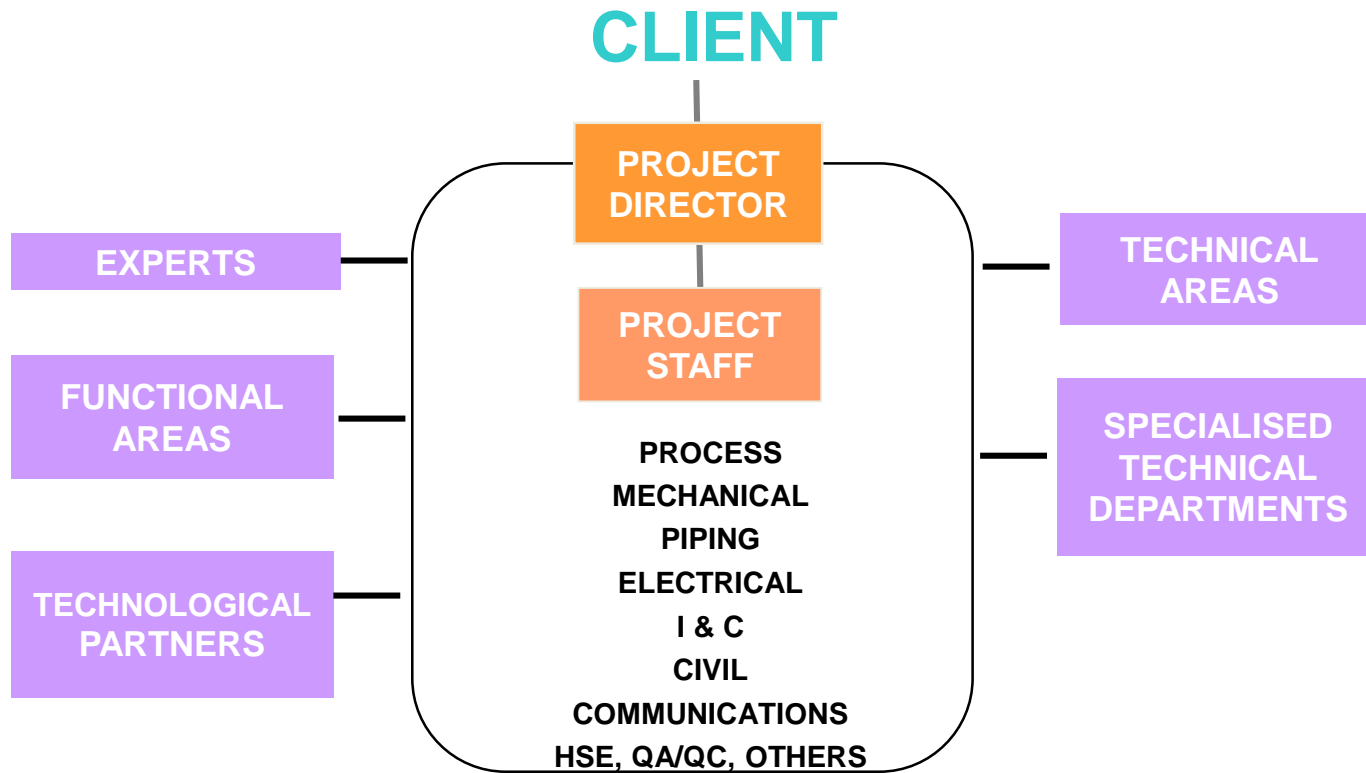 CLIENT
PROJECT
DIRECTOR
PROJECT
STAFF
PROCESS
MECHANICAL
PIPING
ELECTRICAL
I & C
CIVIL
COMMUNICATIONS
HSE, QA/QC, OTHERS
EXPERTS
FUNCTIONAL
AREAS
TECHNOLOGICAL
PARTNERS
TECHNICAL
AREAS
SPECIALISED
TECHNICAL
DEPARTMENTS